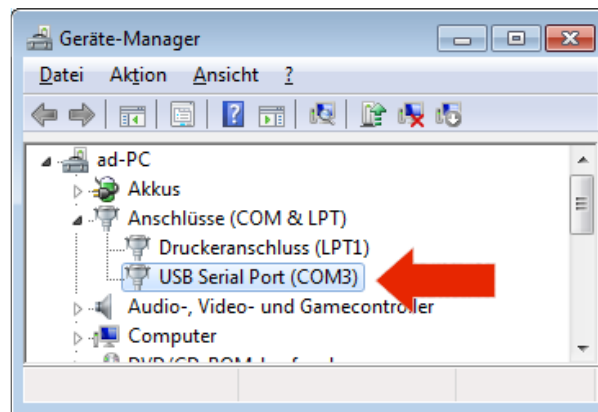 Geräte-Manager
Datei Aktion Ansicht ?
ad-PC
Akkus
Anschlüsse (COM & LPT)
Druckeranschluss (LPT1)
USB Serial Port (COM3)
Audio-, Video- und Gamecontroller
Computer